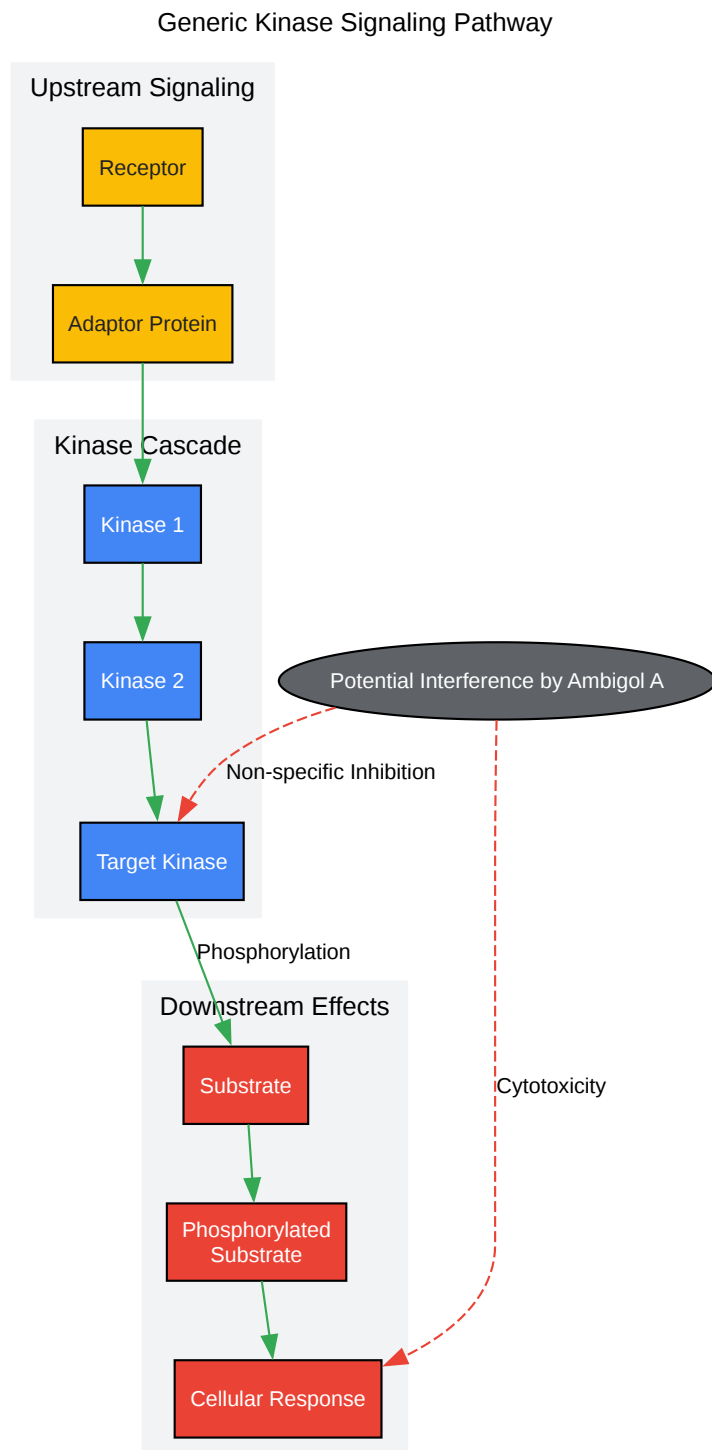 Generic Kinase Signaling Pathway
Upstream Signaling
Receptor
Adaptor Protein
Kinase Cascade
Kinase 1
Kinase 2
Potential Interference by Ambigol A
Non-specific Inhibition
Target Kinase
Phosphorylation
Downstream Effects
Substrate
Cytotoxicity
Phosphorylated
Substrate
Cellular Response